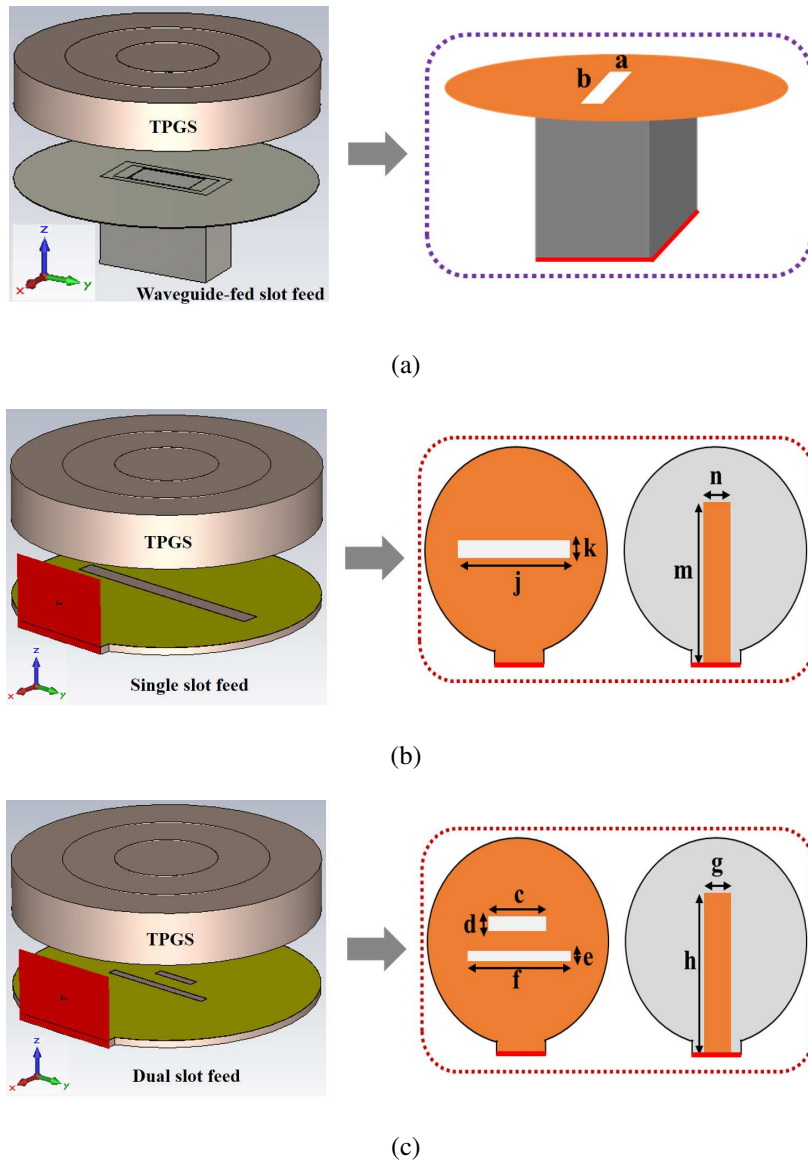 TPGS
z
x
y
Waveguide-fed slot feed
a
b
(a)
TPGS
z
x
y
Single slot feed
n
k
j
m
(b)
TPGS
z
x
y
Dual slot feed
g
c
d
e
f
h
(c)